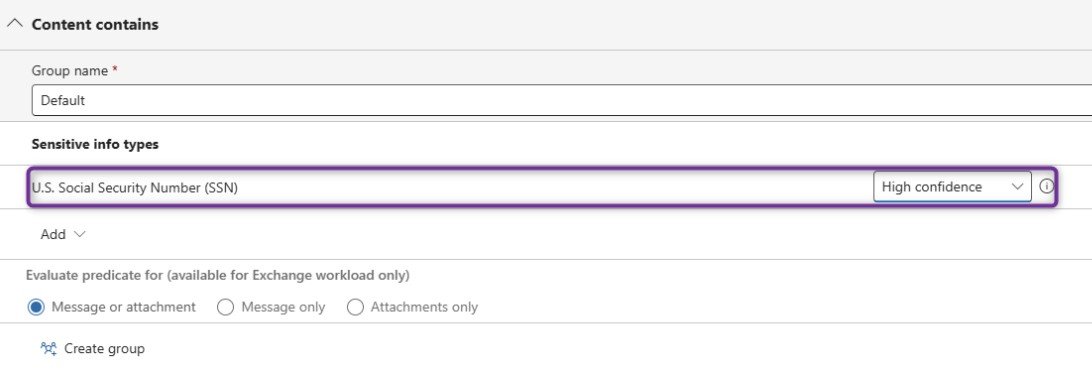 Content contains
Group name *
Default
Sensitive info types
U.S. Social Security Number (SSN) High confidence
Add
Evaluate predicate for (available for Exchange workload only)
Message or attachment Message only Attachments only
Create group